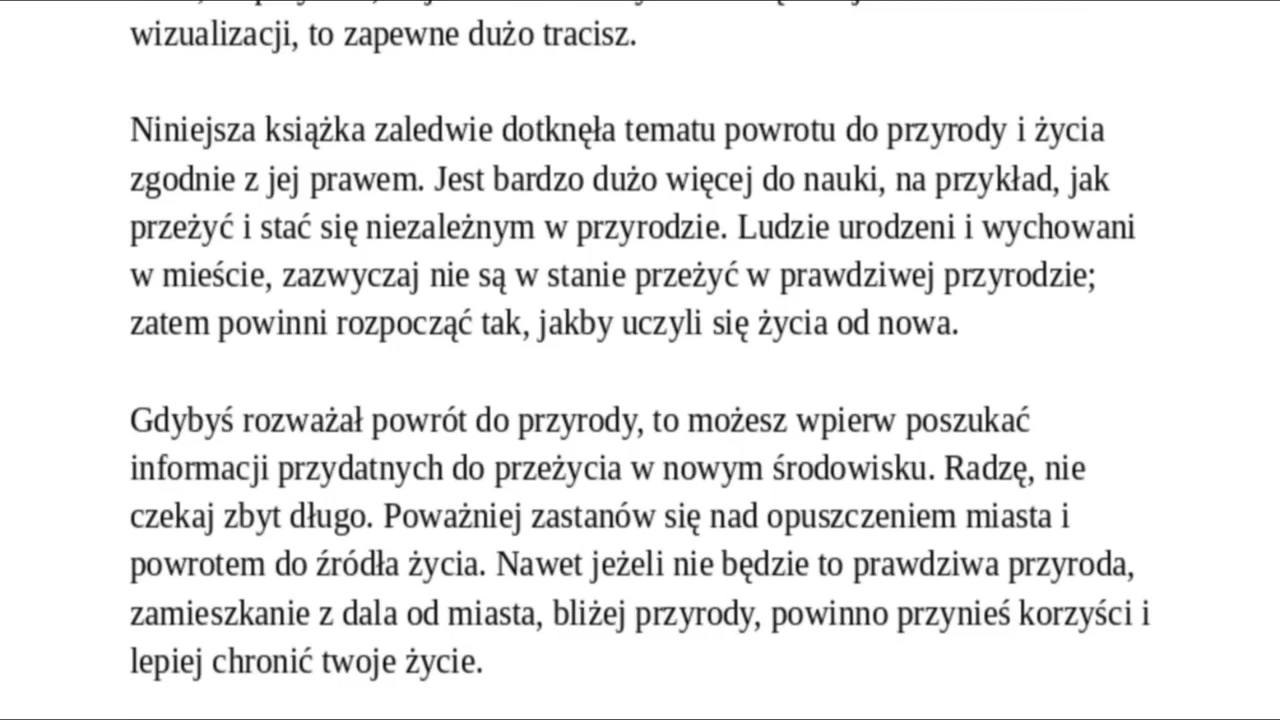 wizualizacji, to zapewne dużo tracisz.
Niniejsza książka zaledwie dotknęła tematu powrotu do przyrody i życia
zgodnie z jej prawem. Jest bardzo dużo więcej do nauki, na przykład, jak
przeżyć i stać się niezależnym w przyrodzie. Ludzie urodzeni i wychowani
w mieście, zazwyczaj nie są w stanie przeżyć w prawdziwej przyrodzie;
zatem powinni rozpocząć tak, jakby uczyli się życia od nowa.
Gdybyś rozważał powrót do przyrody, to możesz wpierw poszukać
informacji przydatnych do przeżycia w nowym środowisku. Radzę, nie
czekaj zbyt długo. Poważniej zastanów się nad opuszczeniem miasta i
powrotem do źródła życia. Nawet jeżeli nie będzie to prawdziwa przyroda,
zamieszkanie z dala od miasta, bliżej przyrody, powinno przynieś korzyści i
lepiej chronić twoje życie.